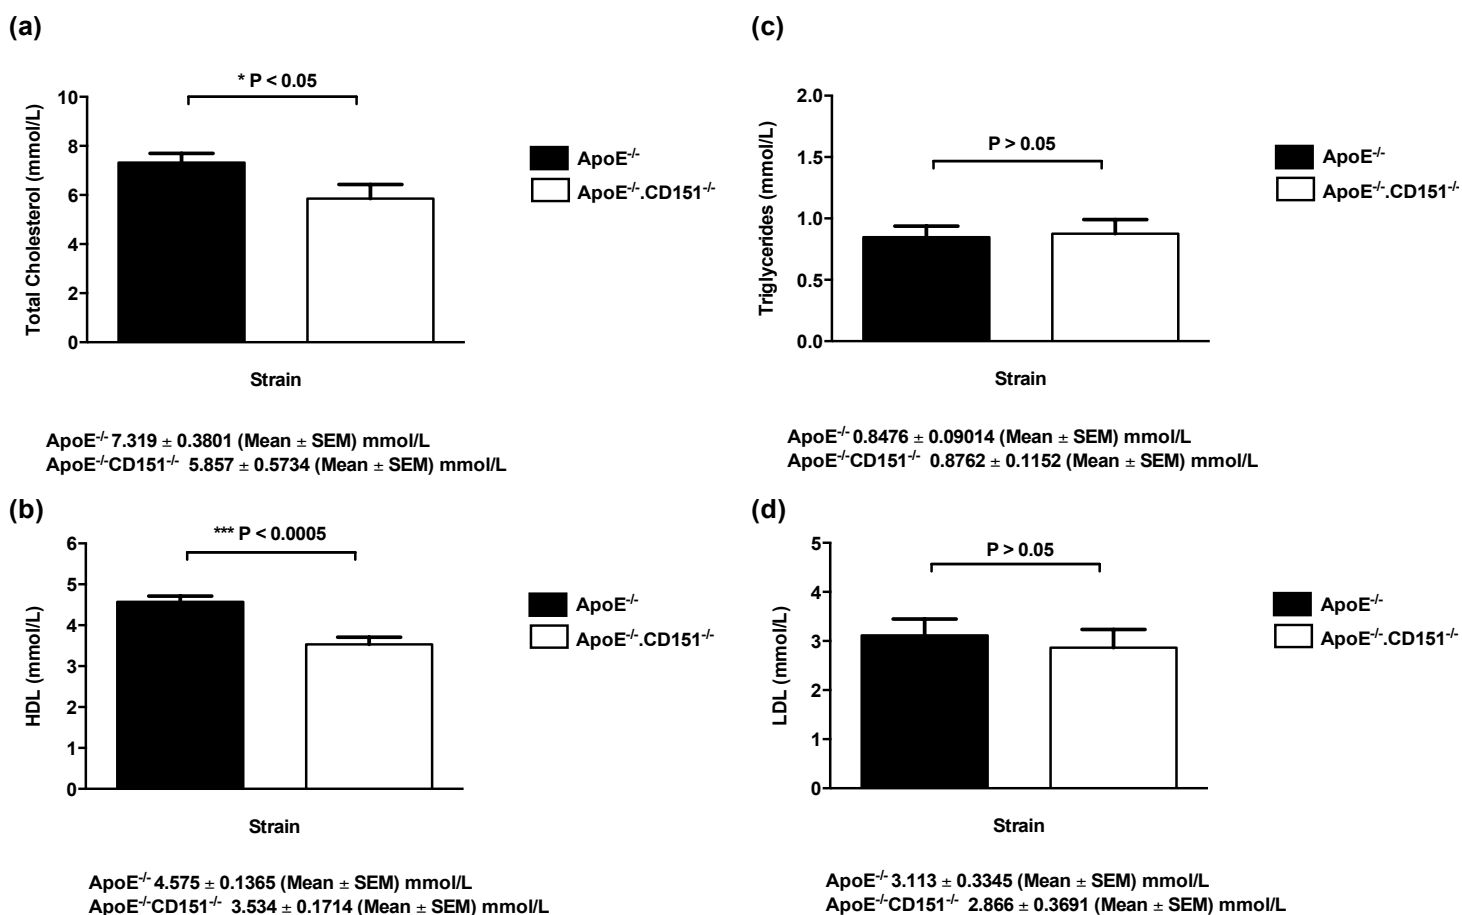 (a)
* P < 0.05
Total Cholesterol (mmol/L)
10
8
6
4
2
0
Strain
ApoE-/-
ApoE-/-.CD151-/-
ApoE-/- 7.319 ± 0.3801 (Mean ± SEM) mmol/L
ApoE-/-CD151-/- 5.857 ± 0.5734 (Mean ± SEM) mmol/L
(c)
P > 0.05
Triglycerides (mmol/L)
2.0
1.5
1.0
0.5
0.0
Strain
ApoE-/-
ApoE-/-.CD151-/-
ApoE-/- 0.8476 ± 0.09014 (Mean ± SEM) mmol/L
ApoE-/-CD151-/- 0.8762 ± 0.1152 (Mean ± SEM) mmol/L
(b)
*** P < 0.0005
HDL (mmol/L)
6
5
4
3
2
1
0
Strain
ApoE-/-
ApoE-/-.CD151-/-
ApoE-/- 4.575 ± 0.1365 (Mean ± SEM) mmol/L
ApoE-/-CD151-/- 3.534 ± 0.1714 (Mean ± SEM) mmol/L
(d)
P > 0.05
LDL (mmol/L)
5
4
3
2
1
0
Strain
ApoE-/-
ApoE-/-.CD151-/-
ApoE-/- 3.113 ± 0.3345 (Mean ± SEM) mmol/L
ApoE-/-CD151-/- 2.866 ± 0.3691 (Mean ± SEM) mmol/L